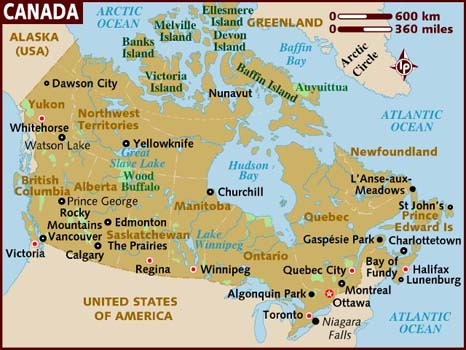 CANADA
ARCTIC
OCEAN
Ellesmere
Island
Melville
Island
Devon
Island
Banks
Island
GREENLAND
0 600 km
0 360 miles
ALASKA
(USA)
Baffin
Bay
Arctic
Circle
LP
Victoria
Island
Baffin Island
Auyuittua
Dawson City
Nunavut
Yukon
Northwest
Territories
ATLANTIC
OCEAN
Whitehorse
Watson Lake
Yellowknife
Great
Slave Lake
Hudson
Bay
Newfoundland
Wood
Buffalo
L'Anse-aux-
Meadows
British
Columbia
Alberta
Churchill
Prince George
Manitoba
Quebec
St John's
Prince
Edward Is
Rocky
Mountains
Edmonton
Saskatchewan
Lake
Winnipeg
Gaspésie Park
Charlottetown
Vancouver
The Prairies
Calgary
Ontario
Victoria
Regina
Winnipeg
Quebec City
Bay of
Fundy
Halifax
Lunenburg
Montreal
Algonquin Park
Ottawa
UNITED STATES
OF AMERICA
Toronto
Niagara
Falls
ATLANTIC
OCEAN